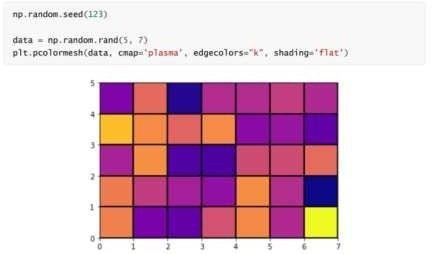 np.random.seed(123)
data = np.random.rand(5, 7)
plt.pcolormesh(data, cmap='plasma', edgecolors="k", shading='flat')
5
4
3
2
1
0
0 1 2 3 4 5 6 7